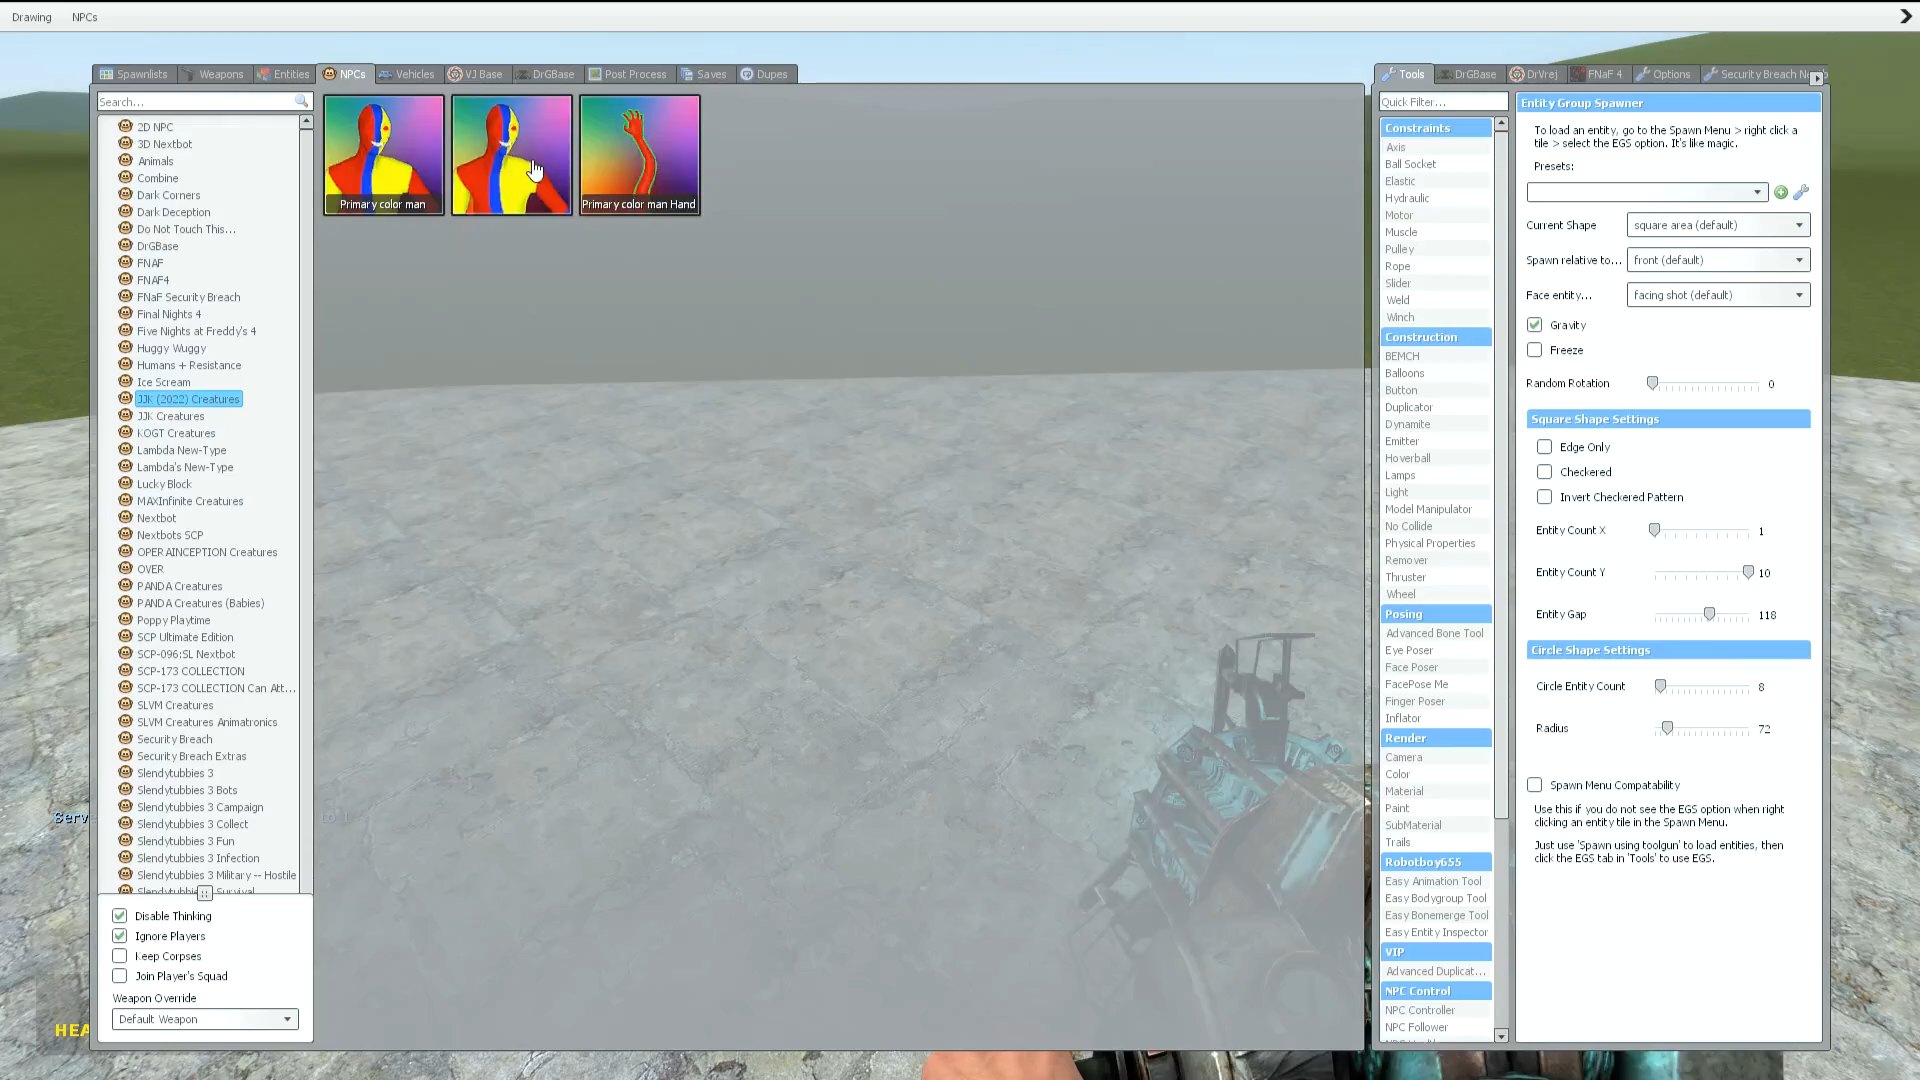 Drawing NPCs
Spawnlists Weapons Entities NPCs Vehicles VJ Base DrGBase Post Process Saves Dupes
Search...
2D NPC
3D Nextbot
Animals
Combine
Dark Corners
Dark Deception
Do Not Touch This...
DrGBase
FNAF
FNAF4
FNaF Security Breach
Final Nights 4
Five Nights at Freddy's 4
Huggy Wuggy
Humans + Resistance
Ice Scream
JJK (2022) Creatures
JJK Creatures
KOGT Creatures
Lambda New-Type
Lambda's New-Type
Lucky Block
MAXInfinite Creatures
Nextbot
Nextbots SCP
OPERAINCEPTION Creatures
OVER
PANDA Creatures
PANDA Creatures (Babies)
Poppy Playtime
SCP Ultimate Edition
SCP-096:SL Nextbot
SCP-173 COLLECTION
SCP-173 COLLECTION Can Att...
SLVM Creatures
SLVM Creatures Animatronics
Security Breach
Security Breach Extras
Slendytubbies 3
Slendytubbies 3 Bots
Slendytubbies 3 Campaign
Slendytubbies 3 Collect
Slendytubbies 3 Fun
Slendytubbies 3 Infection
Slendytubbies 3 Military -- Hostile
Disable Thinking
Ignore Players
Keep Corpses
Join Player's Squad
Weapon Override
Default Weapon
Primary color man
Primary color man Hand
Serv
to 1
HEA
Tools DrGBase DrVrej FNaF 4 Options Security Breach
Quick Filter...
Constraints
Axis
Ball Socket
Elastic
Hydraulic
Motor
Muscle
Pulley
Rope
Slider
Weld
Winch
Construction
BEMCH
Balloons
Button
Duplicator
Dynamite
Emitter
Hoverball
Lamps
Light
Model Manipulator
No Collide
Physical Properties
Remover
Thruster
Wheel
Posing
Advanced Bone Tool
Eye Poser
Face Poser
FacePose Me
Finger Poser
Inflator
Render
Camera
Color
Material
Paint
SubMaterial
Trails
Robotboy655
Easy Animation Tool
Easy Bodygroup Tool
Easy Bonemerge Tool
Easy Entity Inspector
VIP
Advanced Duplicat...
NPC Control
NPC Controller
NPC Follower
Entity Group Spawner
To load an entity, go to the Spawn Menu > right click a
tile > select the EGS option. It's like magic.
Presets:
Current Shape square area (default)
Spawn relative to... front (default)
Face entity... facing shot (default)
Gravity
Freeze
Random Rotation 0
Square Shape Settings
Edge Only
Checkered
Invert Checkered Pattern
Entity Count X 1
Entity Count Y 10
Entity Gap 118
Circle Shape Settings
Circle Entity Count 8
Radius 72
Spawn Menu Compatability
Use this if you do not see the EGS option when right
clicking an entity tile in the Spawn Menu.
Just use 'Spawn using toolgun' to load entities, then
click the EGS tab in 'Tools' to use EGS.